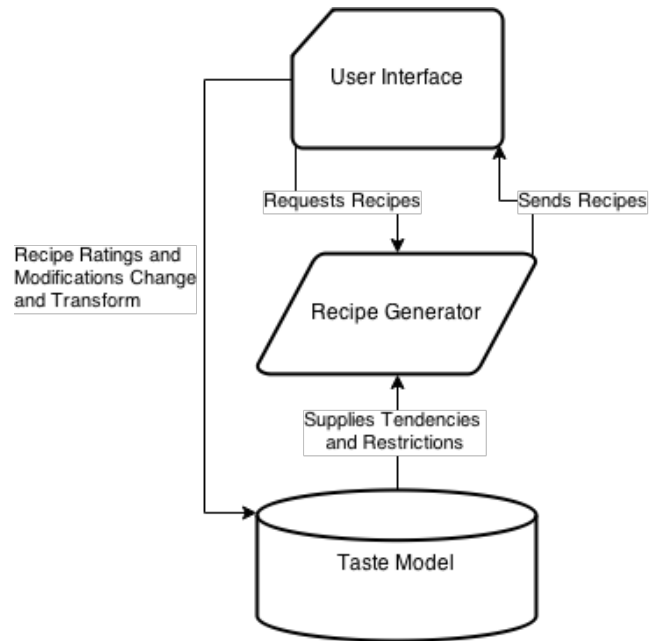 User Interface
Requests Recipes
Sends Recipes
Recipe Ratings and
Modifications Change
and Transform
Recipe Generator
Supplies Tendencies
and Restrictions
Taste Model